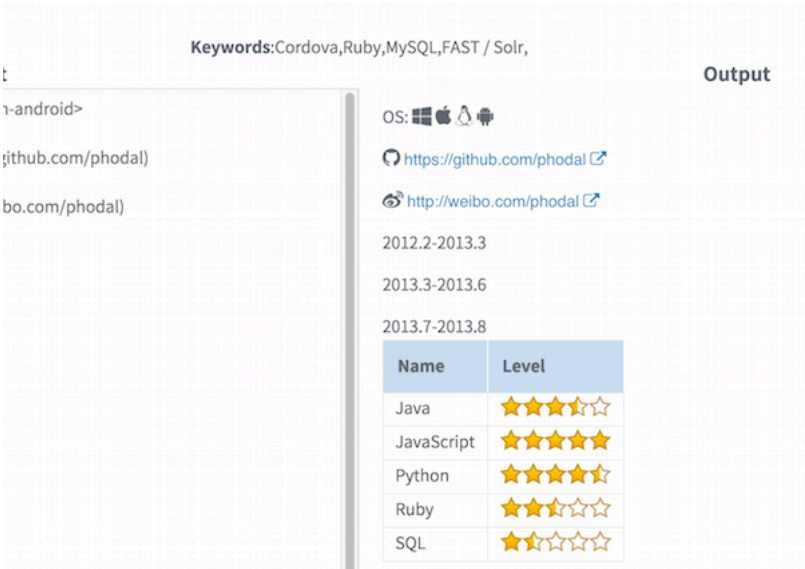 Keywords:Cordova,Ruby,MySQL,FAST / Solr,
t
n-android>
github.com/phodal)
bo.com/phodal)
Output
OS:
https://github.com/phodal
http://weibo.com/phodal
2012.2-2013.3
2013.3-2013.6
2013.7-2013.8
Name Level
Java
JavaScript
Python
Ruby
SQL